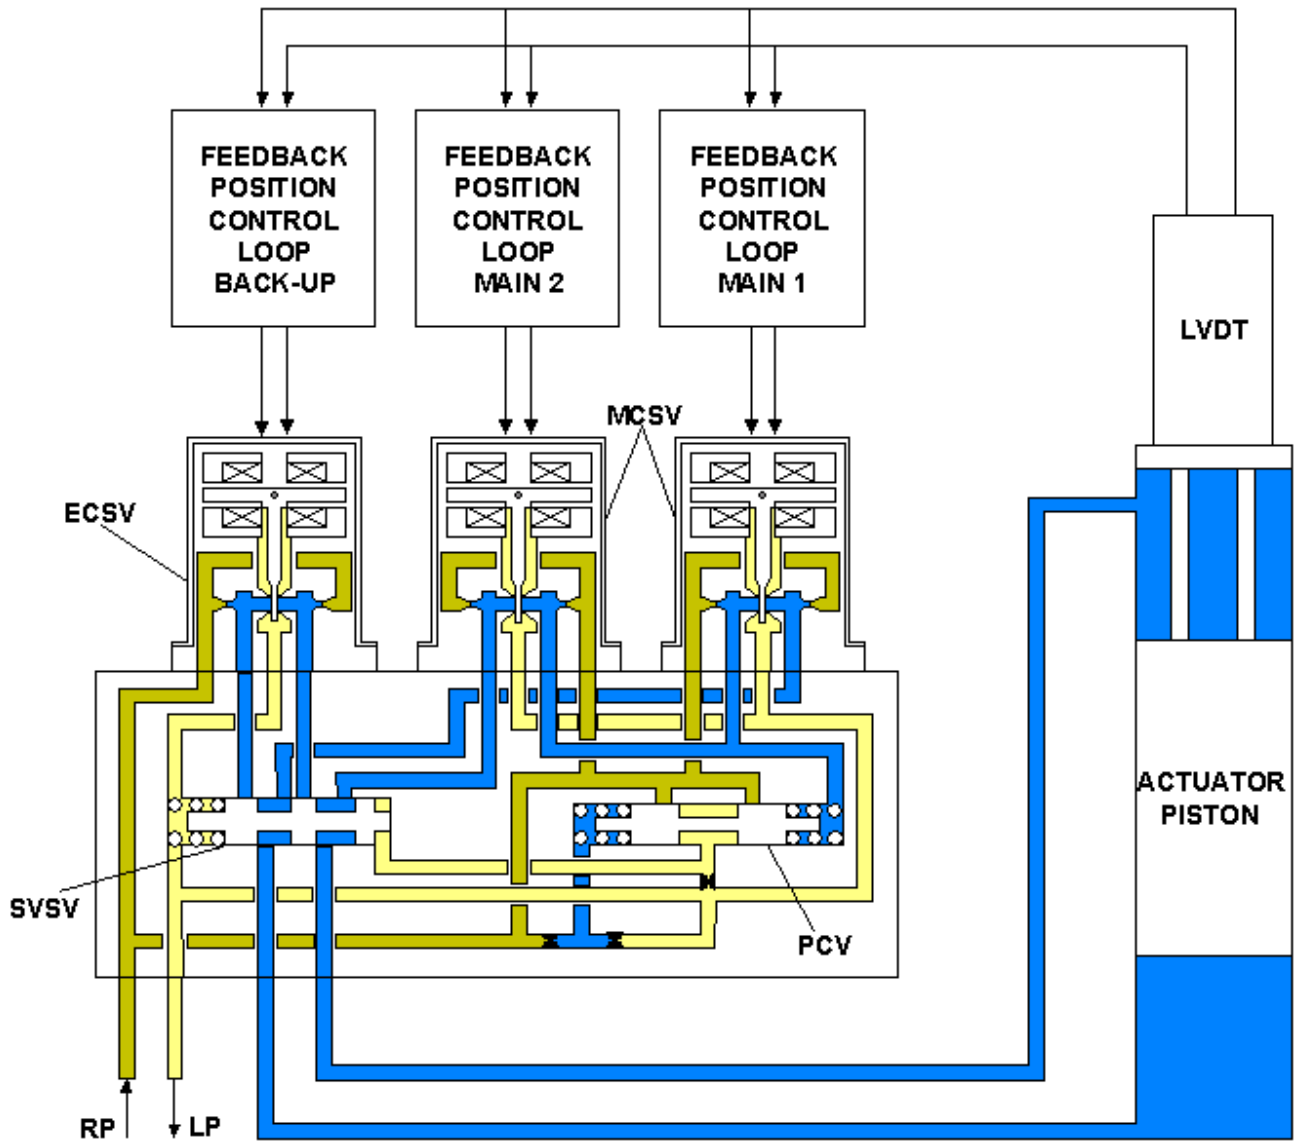 FEEDBACK
POSITION
CONTROL
LOOP
BACK-UP
FEEDBACK
POSITION
CONTROL
LOOP
MAIN 2
FEEDBACK
POSITION
CONTROL
LOOP
MAIN 1
LVDT
MCSV
ECSV
ACTUATOR
PISTON
SVSV
PCV
RP
LP